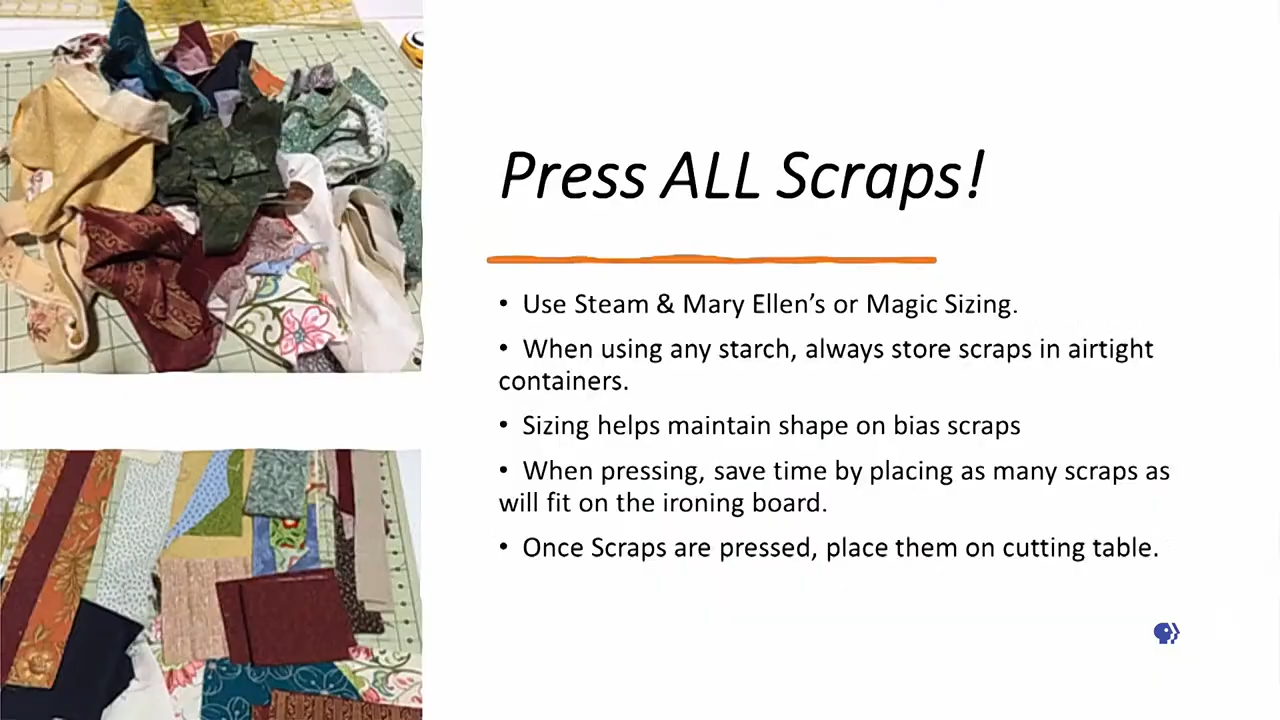 Press ALL Scraps!
• Use Steam & Mary Ellen’s or Magic Sizing.
• When using any starch, always store scraps in airtight
containers.
• Sizing helps maintain shape on bias scraps
• When pressing, save time by placing as many scraps as
will fit on the ironing board.
• Once Scraps are pressed, place them on cutting table.